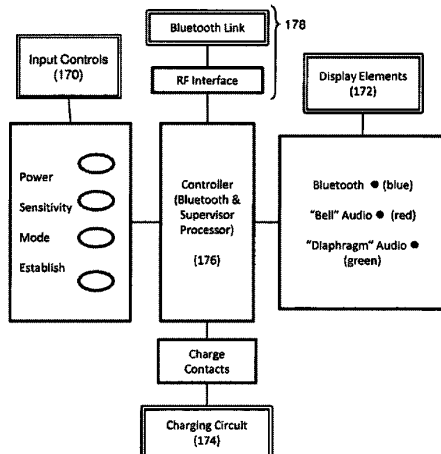 Bluetooth Link
178
Input Controls
(170)
RF Interface
Display Elements
(172)
Power
Sensitivity
Mode
Establish
Controller
(Bluetooth &
Supervisor
Processor)
(176)
Bluetooth ● (blue)
"Bell" Audio ● (red)
"Diaphragm" Audio ●
(green)
Charge
Contacts
Charging Circuit
(174)